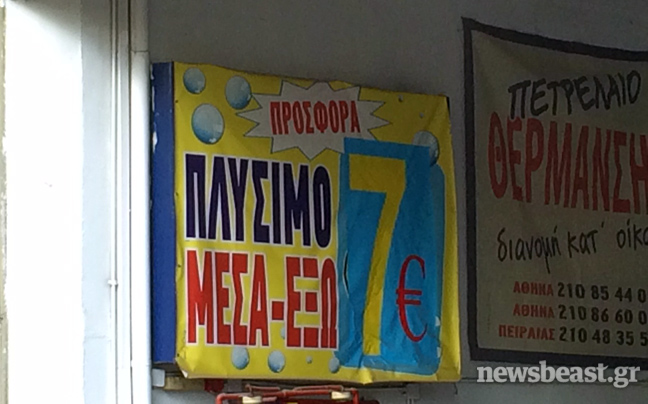 ΠΡΟΣΦΟΡΑ
ΠΛΥΣΙΜΟ
ΜΕΣΑ-ΕΞΩ
7€
ΠΕΤΡΕΛΑΙΟ
ΘΕΡΜΑΝΣΗ
διανομή κατ' οίκο
ΑΘΗΝΑ 210 85 44 0
ΑΘΗΝΑ 210 86 60 0
ΠΕΙΡΑΙΑΣ 210 48 35 5
newsbeast.gr